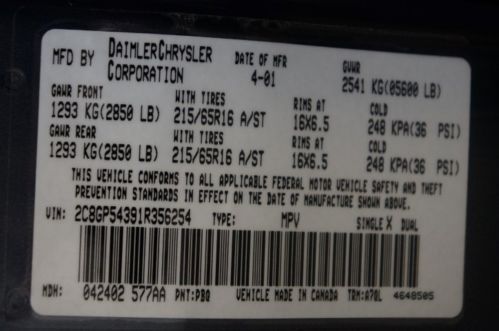 MFD BY DAIMLERCHRYSLER CORPORATION DATE OF MFR 4-01 GVWR 2541 KG(05600 LB)
GAWR FRONT WITH TIRES RIMS AT COLD
1293 KG(2850 LB) 215/65R16 A/ST 16X6.5 248 KPA(36 PSI)
GAWR REAR WITH TIRES RIMS AT COLD
1293 KG(2850 LB) 215/65R16 A/ST 16X6.5 248 KPA(36 PSI)
THIS VEHICLE CONFORMS TO ALL APPLICABLE FEDERAL MOTOR VEHICLE SAFETY AND THEFT
PREVENTION STANDARDS IN EFFECT ON THE DATE OF MANUFACTURE SHOWN ABOVE.
VIN: 2C8GP54391R356254 TYPE: MPV SINGLE X DUAL
MDH: 042402 577AA PNT:PBQ VEHICLE MADE IN CANADA TRM:A7QL 4648505